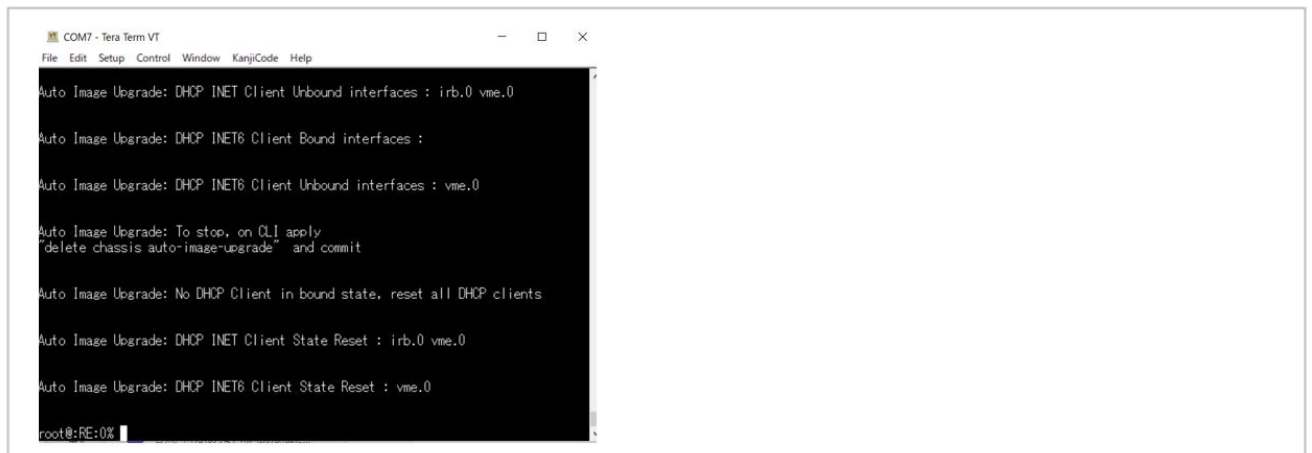 COM7 - Tera Term VT
File Edit Setup Control Window KanjiCode Help
Auto Image Upgrade: DHCP INET Client Unbound interfaces : irb.0 vme.0
Auto Image Upgrade: DHCP INET6 Client Bound interfaces :
Auto Image Upgrade: DHCP INET6 Client Unbound interfaces : vme.0
Auto Image Upgrade: To stop, on CLI apply
"delete chassis auto-image-upgrade" and commit
Auto Image Upgrade: No DHCP Client in bound state, reset all DHCP clients
Auto Image Upgrade: DHCP INET Client State Reset : irb.0 vme.0
Auto Image Upgrade: DHCP INET6 Client State Reset : vme.0
root@:RE:0%